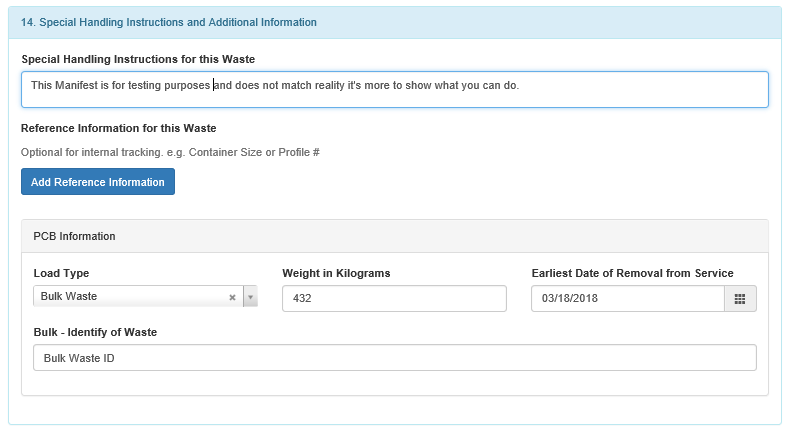 14. Special Handling Instructions and Additional Information
Special Handling Instructions for this Waste
This Manifest is for testing purposes and does not match reality it's more to show what you can do.
Reference Information for this Waste
Optional for internal tracking. e.g. Container Size or Profile #
Add Reference Information
PCB Information
Load Type
Weight in Kilograms
Earliest Date of Removal from Service
Bulk Waste
432
03/18/2018
Bulk - Identify of Waste
Bulk Waste ID